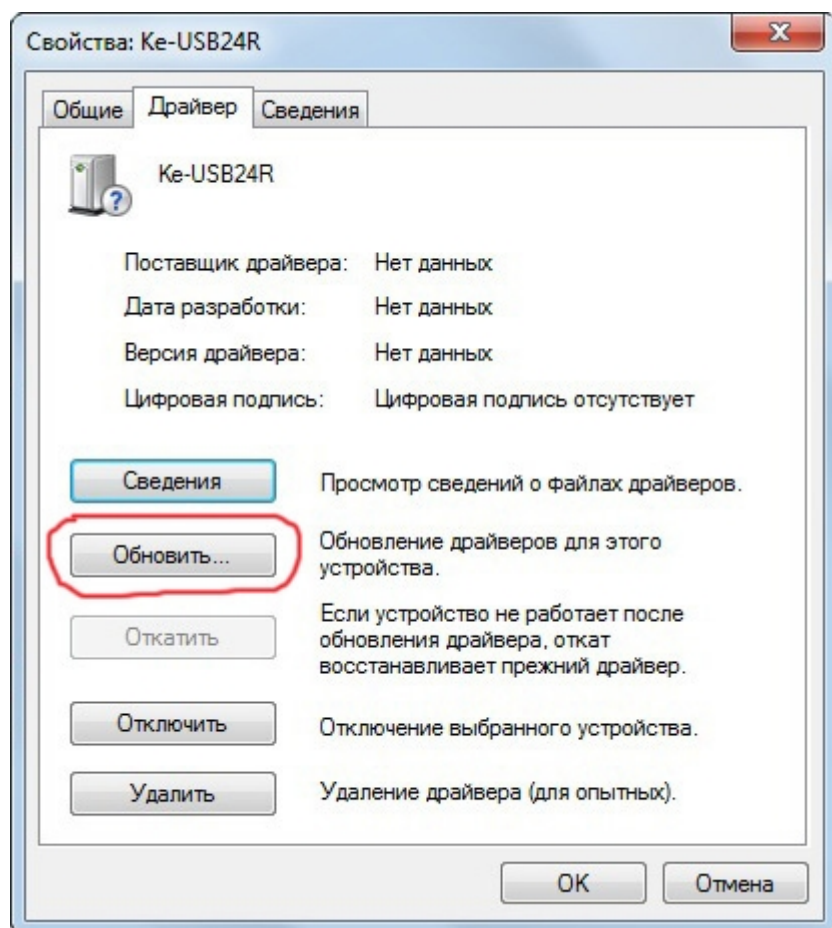 Свойства: Ke-USB24R
Общие Драйвер Сведения
Ke-USB24R
Поставщик драйвера: Нет данных
Дата разработки: Нет данных
Версия драйвера: Нет данных
Цифровая подпись: Цифровая подпись отсутствует
Сведения
Просмотр сведений о файлах драйверов.
Обновить...
Обновление драйверов для этого
устройства.
Откатить
Если устройство не работает после
обновления драйвера, откат
восстанавливает прежний драйвер.
Отключить
Отключение выбранного устройства.
Удалить
Удаление драйвера (для опытных).
OK Отмена